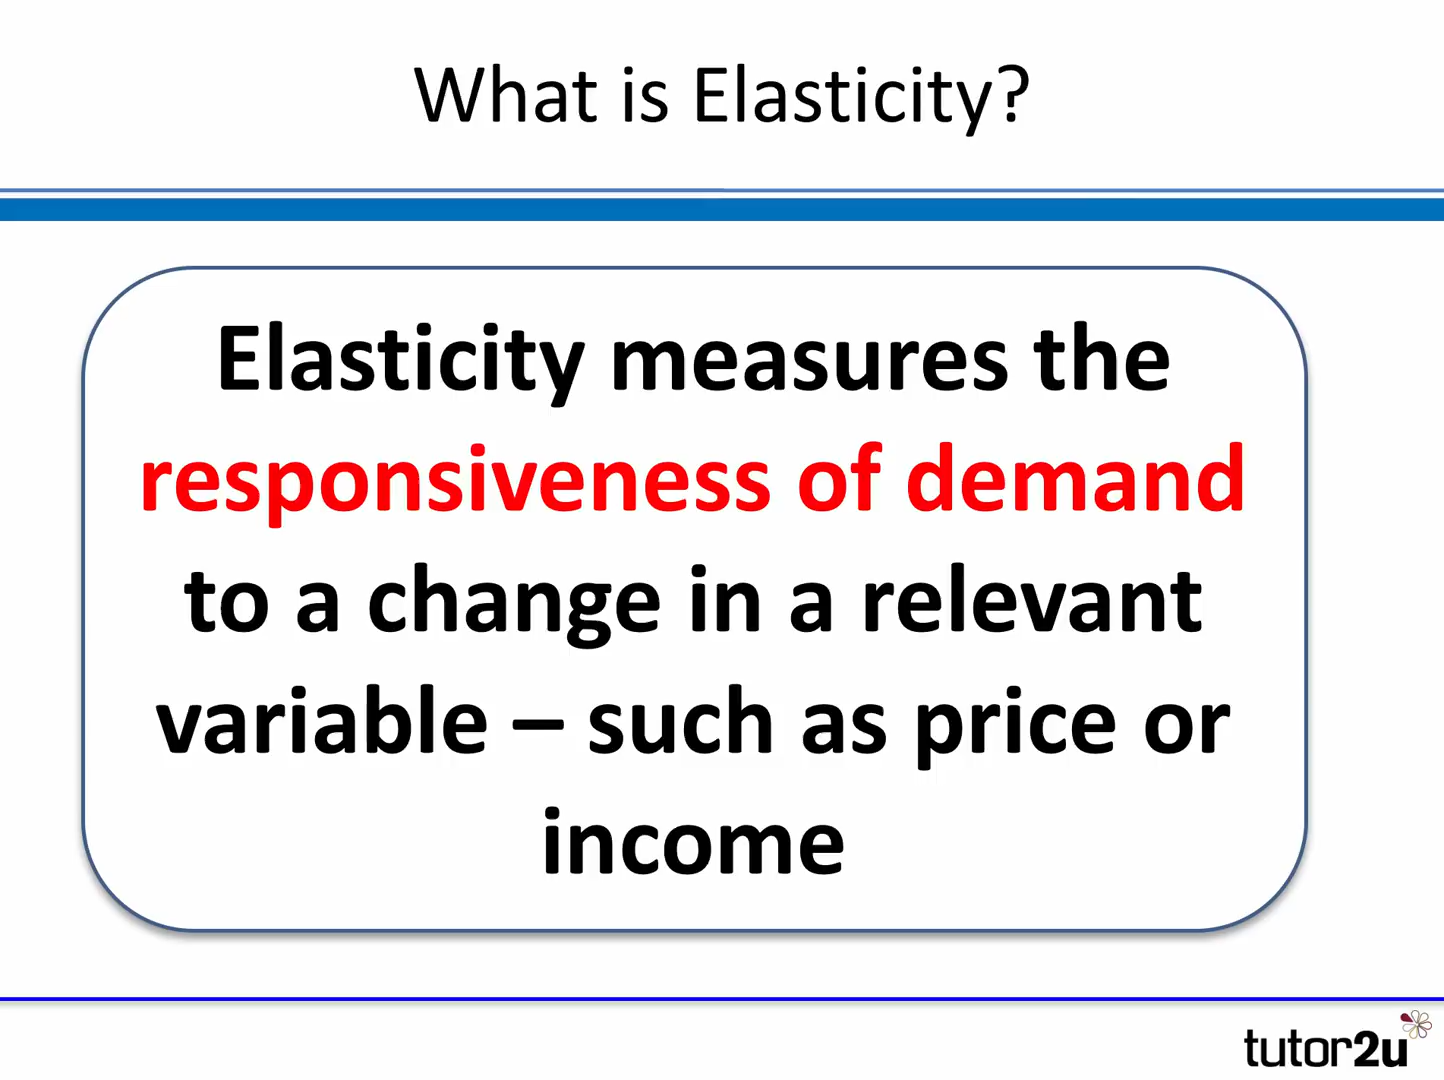 What is Elasticity?
Elasticity measures the
responsiveness of demand
to a change in a relevant
variable – such as price or
income
tutor2u